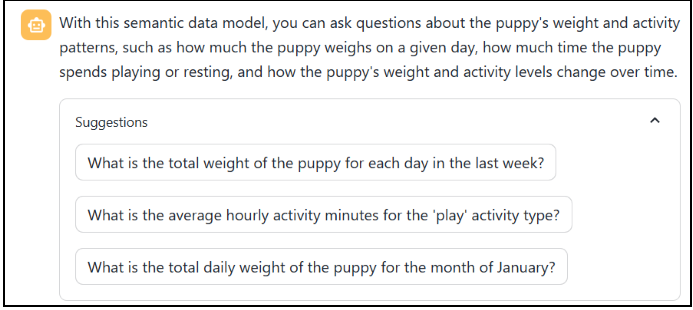 With this semantic data model, you can ask questions about the puppy's weight and activity
patterns, such as how much the puppy weighs on a given day, how much time the puppy
spends playing or resting, and how the puppy's weight and activity levels change over time.
Suggestions
What is the total weight of the puppy for each day in the last week?
What is the average hourly activity minutes for the 'play' activity type?
What is the total daily weight of the puppy for the month of January?